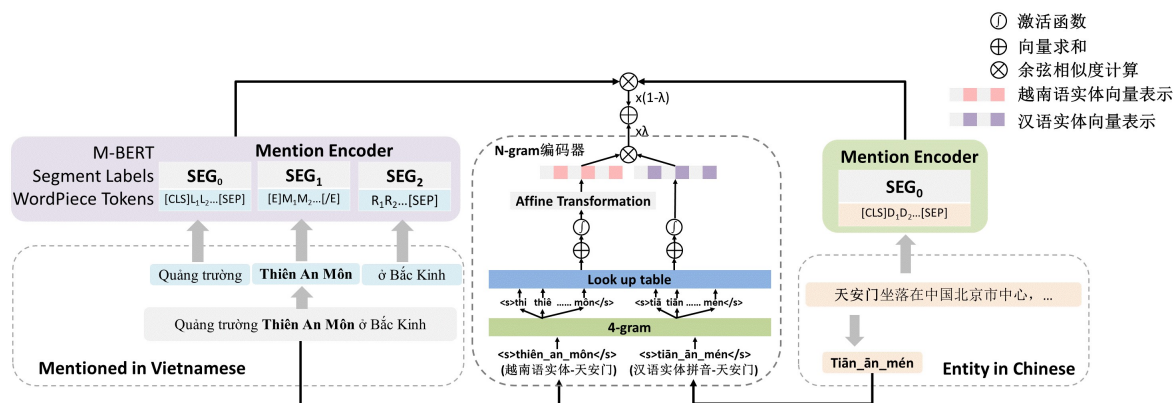 激活函数
向量求和
余弦相似度计算
越南语实体向量表示
汉语实体向量表示
x(1-λ)
xλ
M-BERT
Segment Labels
WordPiece Tokens
Mention Encoder
SEG₀
SEG₁
SEG₂
[CLS]L₁L₂...[SEP]
[E]M₁M₂...[/E]
R₁R₂...[SEP]
Quảng trường
Thiên An Môn
ở Bắc Kinh
Quảng trường Thiên An Môn ở Bắc Kinh
Mentioned in Vietnamese
N-gram编码器
Affine Transformation
Look up table
<s>thi thiê ...... môn</s>
<s>tiā tiān ...... mén</s>
4-gram
<s>thiên_an_môn</s>
(越南语实体-天安门)
<s>tiān_ān_mén</s>
(汉语实体拼音-天安门)
Mention Encoder
SEG₀
[CLS]D₁D₂...[SEP]
天安门坐落在中国北京市中心，...
Tiān_ān_mén
Entity in Chinese